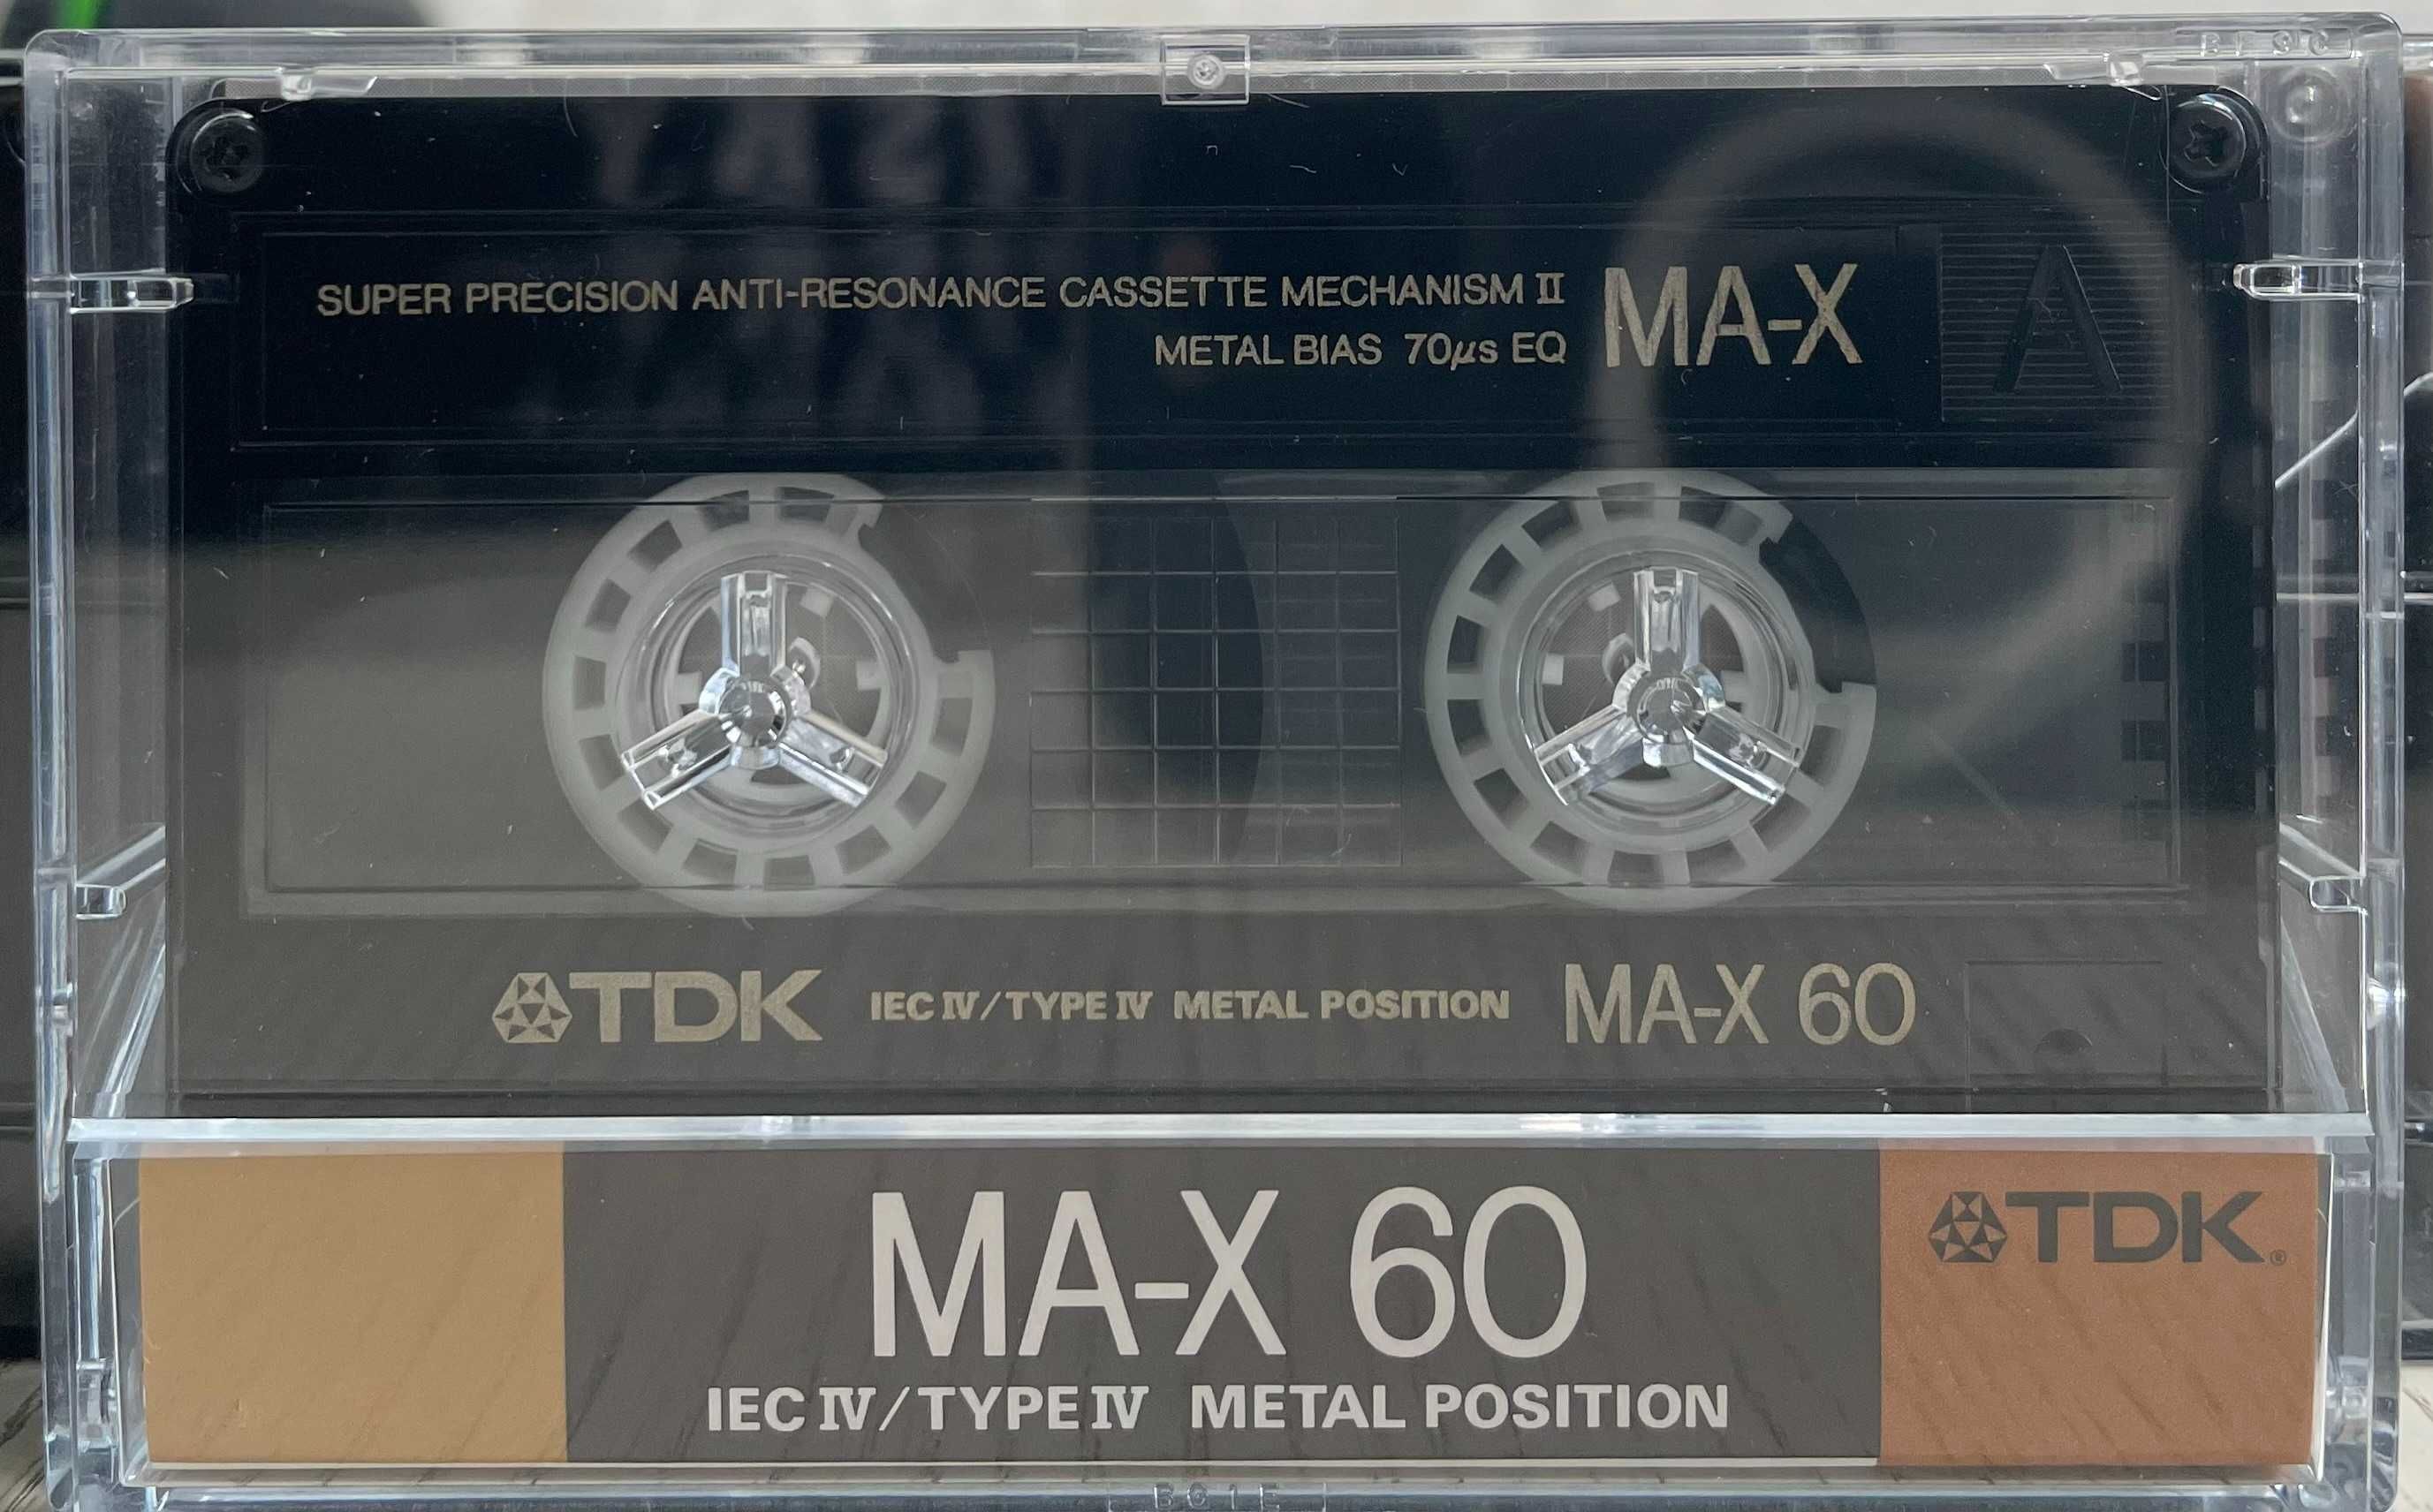 SUPER PRECISION ANTI-RESONANCE CASSETTE MECHANISM II
METAL BIAS 70μs EQ
MA-X
A
TDK
IEC IV/TYPE IV METAL POSITION
MA-X 60
MA-X 60
IEC IV/TYPE IV METAL POSITION
TDK®